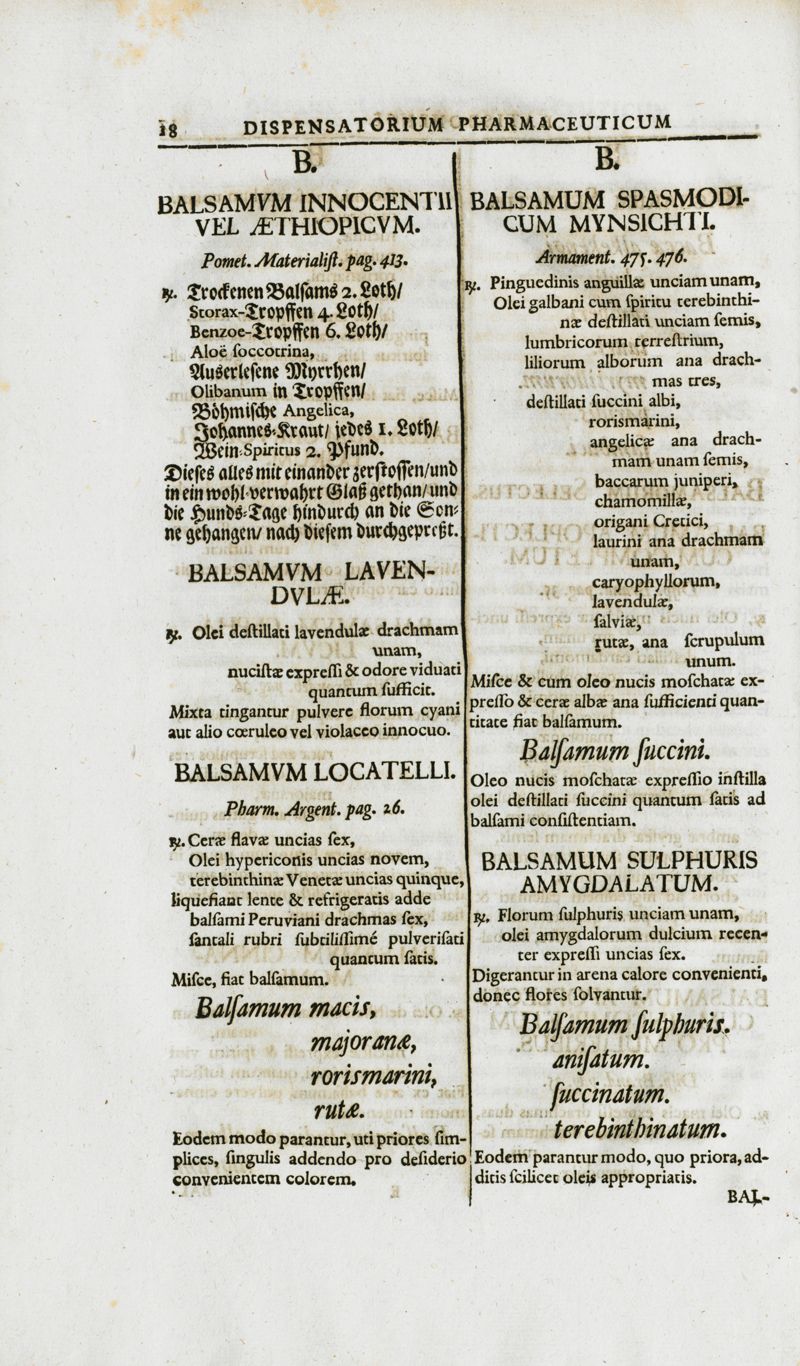 18 DISPENSATORIUM PHARMACEUTICUM
B.
BALSAMVM INNOCENTII
VEL ÆTHIOPICVM.
Pomet. Materialiſt. pag. 413.
℞. Trockenen Balſams 2. Loth/
Storax-Tropffen 4. Loth/
Benzoe-Tropffen 6. Loth/
Aloë ſoccotrina,
Auserleſene Myrrhen/
Olibanum in Tropffen/
Böhmiſche Angelica,
Johannes-Kraut/ jedes 1. Loth/
Wein-Spiritus 2. Pfund.
Dieſes alles mit einander zerſtoſſen/und
in ein wohl-verwahrt Glaß gethan/und
die Hunds-Tage hindurch an die Son-
ne gehangen/ nach dieſem durchgepreßt.
BALSAMVM LAVEN-
DVLÆ.
℞. Olei deſtillati lavendulæ drachmam
unam,
nuciſtæ expreſſi & odore viduati
quantum ſufficit.
Mixta tingantur pulvere florum cyani
aut alio cœruleo vel violaceo innocuo.
BALSAMVM LOCATELLI.
Pharm. Argent. pag. 26.
℞. Ceræ flavæ uncias ſex,
Olei hypericonis uncias novem,
terebinthinæ Venetæ uncias quinque,
liquefiant lente & refrigeratis adde
balſami Peruviani drachmas ſex,
ſantali rubri ſubtiliſſimé pulveriſati
quantum ſatis.
Miſce, fiat balſamum.
Balſamum macis,
majoranæ,
rorismarini,
rutæ.
Eodem modo parantur, uti priores ſim-
plices, ſingulis addendo pro deſiderio
convenientem colorem.
B.
BALSAMUM SPASMODI-
CUM MYNSICHTI.
Armament. 475. 476.
℞. Pinguedinis anguillæ unciam unam,
Olei galbani cum ſpiritu terebinthi-
næ deſtillati unciam ſemis,
lumbricorum terreſtrium,
liliorum alborum ana drach-
mas tres,
deſtillati ſuccini albi,
rorismarini,
angelicæ ana drach-
mam unam ſemis,
baccarum juniperi,
chamomillæ,
origani Cretici,
laurini ana drachmam
unam,
caryophyllorum,
lavendulæ,
ſalviæ,
rutæ, ana ſcrupulum
unum.
Miſce & cum oleo nucis moſchatæ ex-
preſſo & ceræ albæ ana ſufficienti quan-
titate fiat balſamum.
Balſamum ſuccini.
Oleo nucis moſchatæ expreſſio inſtilla
olei deſtillati ſuccini quantum ſatis ad
balſami conſiſtentiam.
BALSAMUM SULPHURIS
AMYGDALATUM.
℞. Florum ſulphuris unciam unam,
olei amygdalorum dulcium recen-
ter expreſſi uncias ſex.
Digerantur in arena calore convenienti,
donec flores ſolvantur.
Balſamum ſulphuris.
aniſatum.
ſuccinatum.
terebinthinatum.
Eodem parantur modo, quo priora, ad-
ditis ſcilicet oleis appropriatis.
BAL-